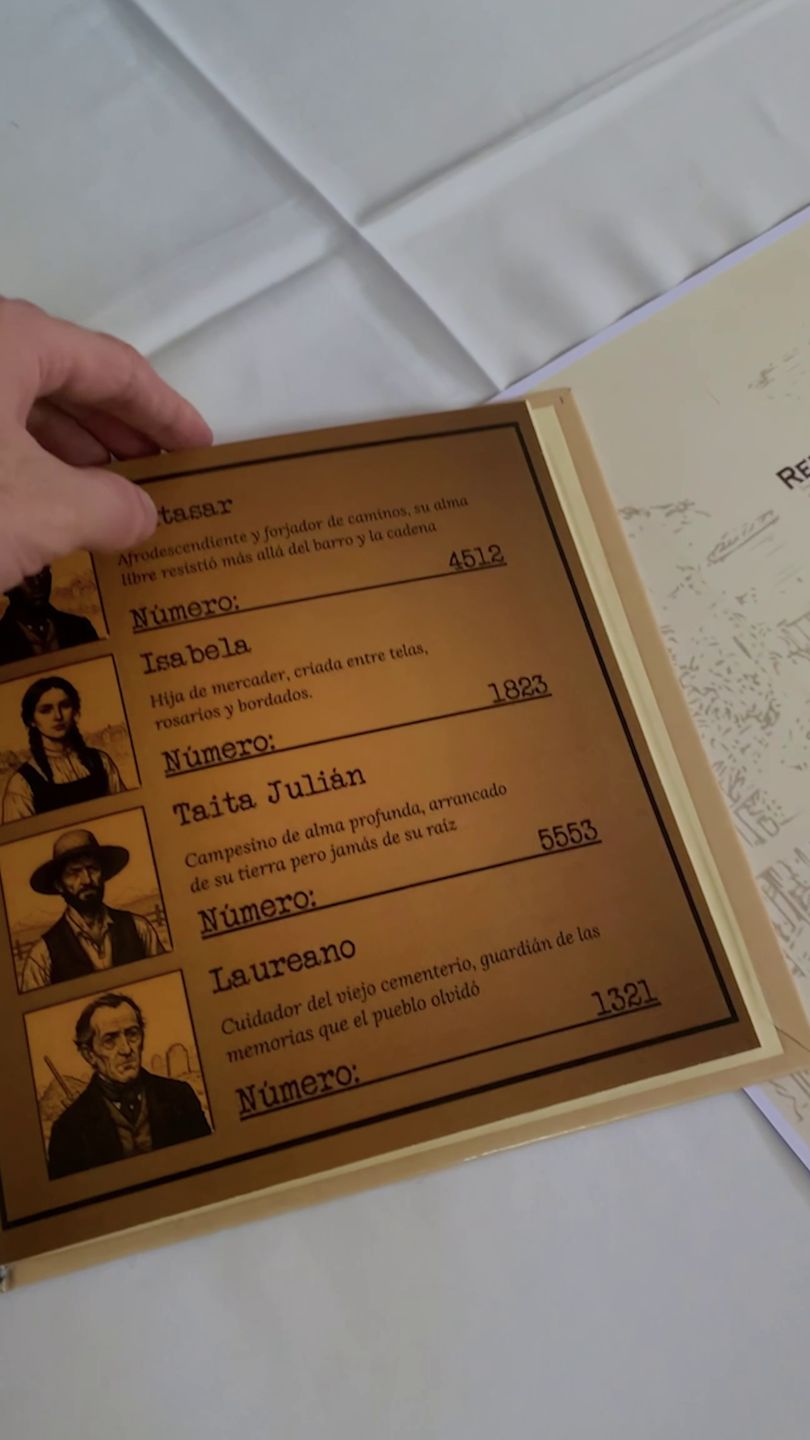 tasar
Afrodescendiente y forjador de caminos, su alma
libre resistió más allá del barro y la cadena
Número: 4512
Isabela
Hija de mercader, criada entre telas,
rosarios y bordados.
Número: 1823
Taita Julián
Campesino de alma profunda, arrancado
de su tierra pero jamás de su raíz
Número: 5553
Laureano
Cuidador del viejo cementerio, guardián de las
memorias que el pueblo olvidó
Número: 1321